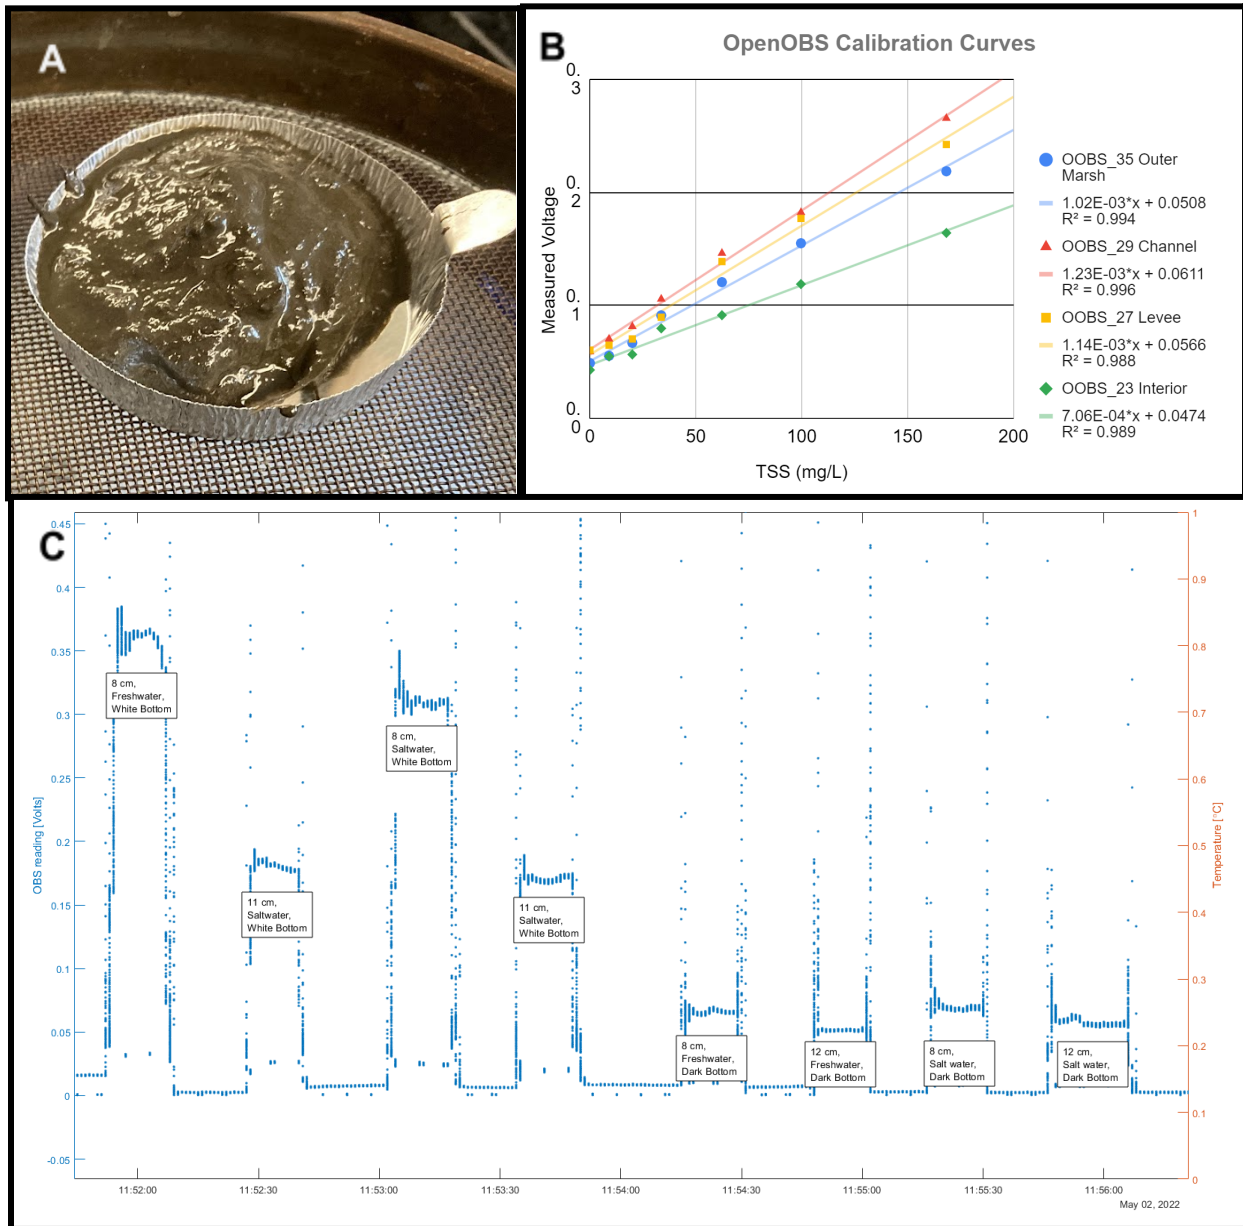 A
B
OpenOBS Calibration Curves
0.
3
0.
2
0.
1
0.
0
Measured Voltage
0
50
100
150
200
TSS (mg/L)
OOBS_35 Outer
Marsh
1.02E-03*x + 0.0508
R² = 0.994
OOBS_29 Channel
1.23E-03*x + 0.0611
R² = 0.996
OOBS_27 Levee
1.14E-03*x + 0.0566
R² = 0.988
OOBS_23 Interior
7.06E-04*x + 0.0474
R² = 0.989
C
0.45
0.4
0.35
0.3
0.25
0.2
0.15
0.1
0.05
0
-0.05
OBS reading [Volts]
8 cm,
Freshwater,
White Bottom
11 cm,
Saltwater,
White Bottom
8 cm,
Saltwater,
White Bottom
11 cm,
Saltwater,
White Bottom
8 cm,
Freshwater,
Dark Bottom
12 cm,
Freshwater,
Dark Bottom
8 cm,
Salt water,
Dark Bottom
12 cm,
Salt water,
Dark Bottom
1
0.9
0.8
0.7
0.6
0.5
0.4
0.3
0.2
0.1
0
Temperature [°C]
11:52:00
11:52:30
11:53:00
11:53:30
11:54:00
11:54:30
11:55:00
11:55:30
11:56:00
May 02, 2022